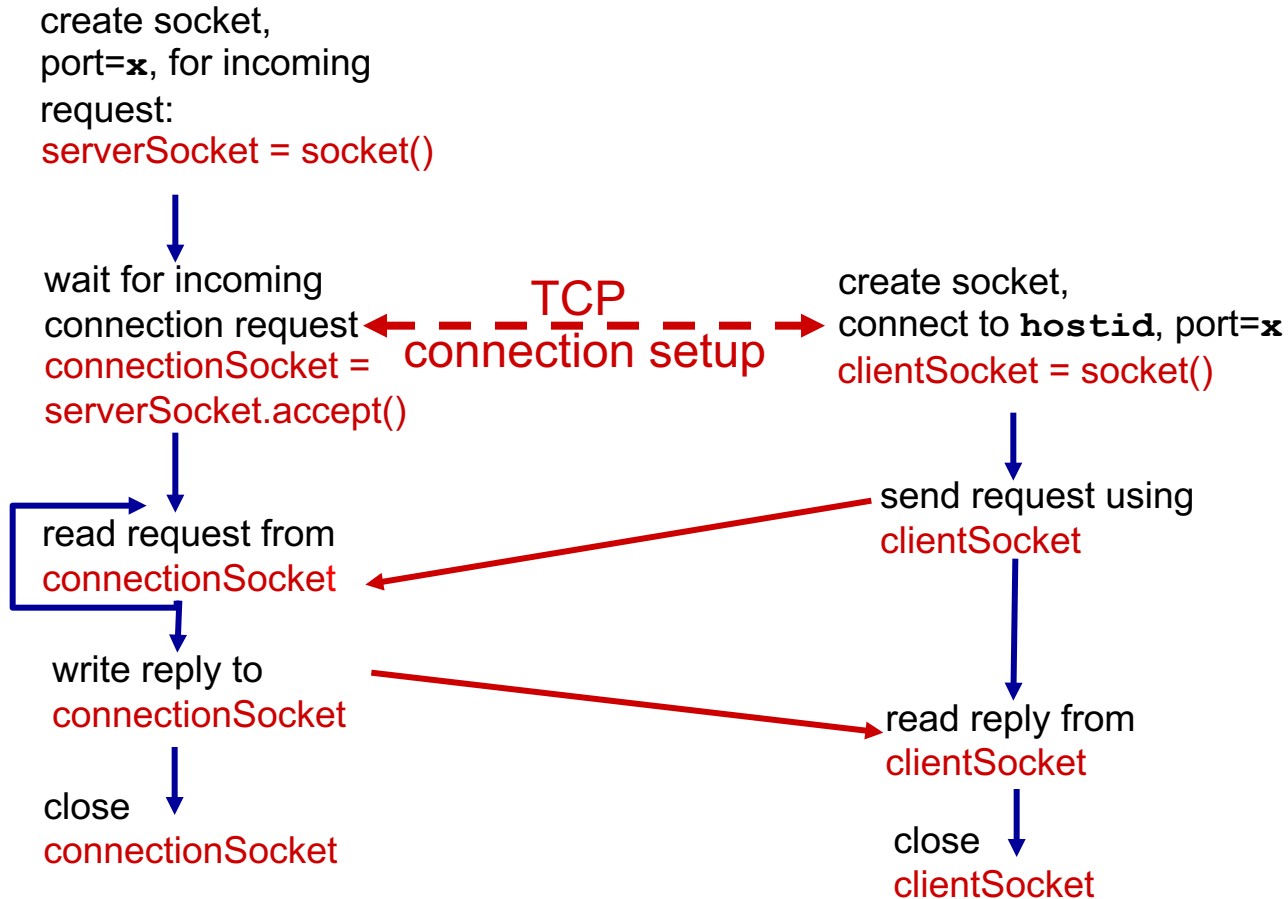 create socket,
port=x, for incoming
request:
serverSocket = socket()
wait for incoming
connection request
connectionSocket =
serverSocket.accept()
TCP
connection setup
create socket,
connect to hostid, port=x
clientSocket = socket()
send request using
clientSocket
read request from
connectionSocket
write reply to
connectionSocket
read reply from
clientSocket
close
connectionSocket
close
clientSocket